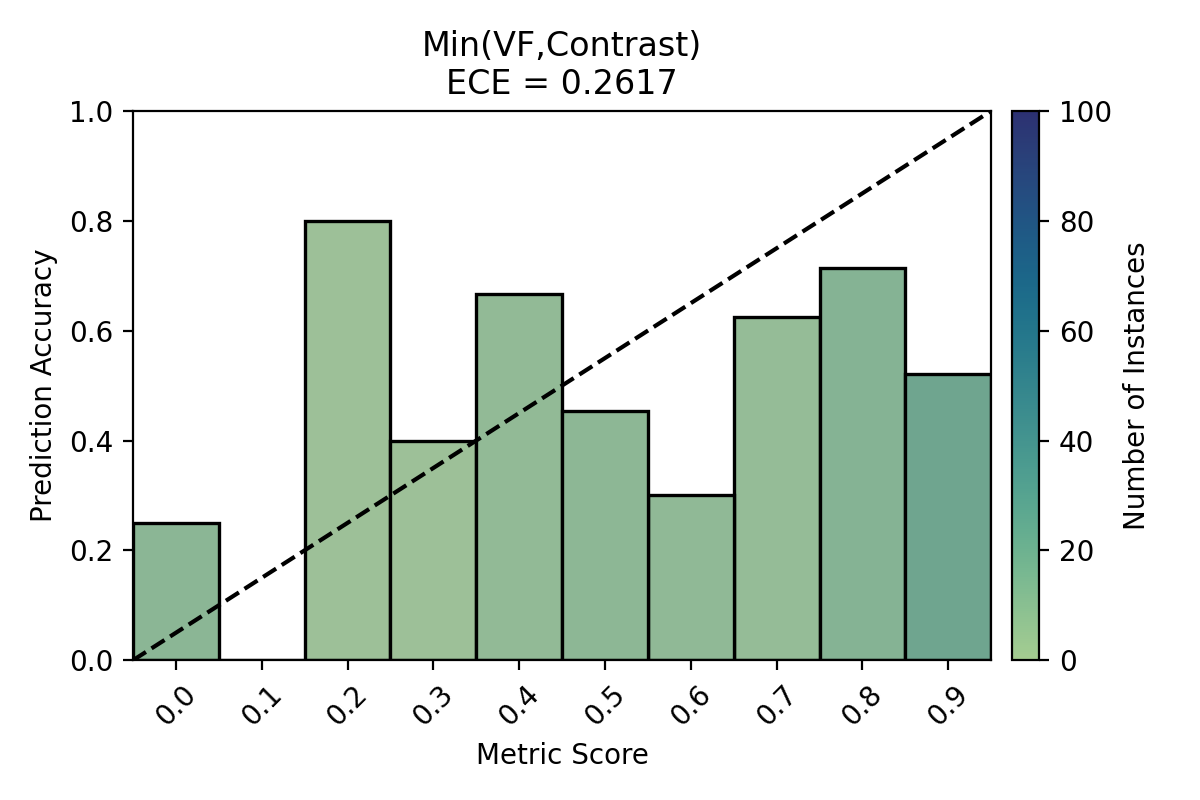 Min(VF,Contrast)
ECE = 0.2617
Prediction Accuracy
1.0
0.8
0.6
0.4
0.2
0.0
0.0 0.1 0.2 0.3 0.4 0.5 0.6 0.7 0.8 0.9
Metric Score
100
80
60
40
20
0
Number of Instances